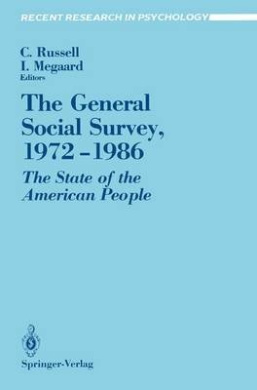 RECENT RESEARCH IN PSYCHOLOGY
C. Russell
I. Megaard
Editors
The General
Social Survey,
1972–1986
The State of the
American People
Springer-Verlag